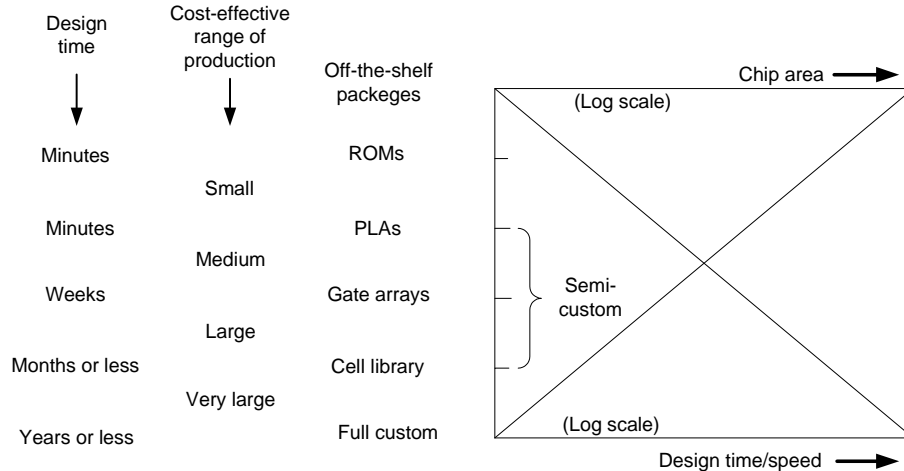 Design
time
Cost-effective
range of
production
Off-the-shelf
packeges
Chip area
(Log scale)
Minutes
ROMs
Small
Minutes
PLAs
Medium
Semi-
custom
Weeks
Gate arrays
Large
Months or less
Cell library
Very large
Years or less
Full custom
(Log scale)
Design time/speed